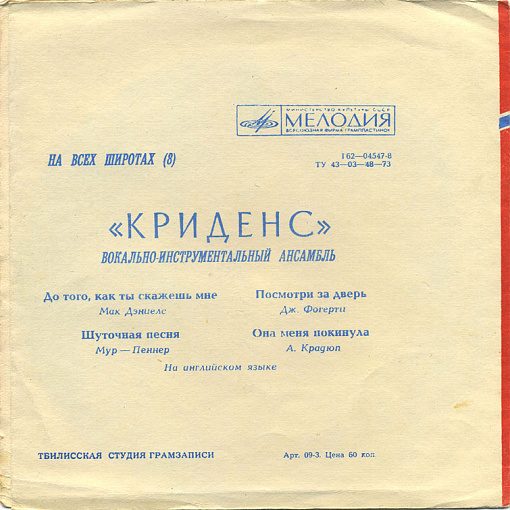 МИНИСТЕРСТВО КУЛЬТУРЫ СССР
МЕЛОДИЯ
ВСЕСОЮЗНАЯ ФИРМА ГРАМПЛАСТИНОК
НА ВСЕХ ШИРОТАХ (8)
Г62—04547-8
ТУ 43—03—48—73
«КРИДЕНС»
ВОКАЛЬНО-ИНСТРУМЕНТАЛЬНЫЙ АНСАМБЛЬ
До того, как ты скажешь мне
Мак Дэниелс
Шуточная песня
Мур — Пеннер
Посмотри за дверь
Дж. Фогерти
Она меня покинула
А. Крадюп
На английском языке
ТБИЛИССКАЯ СТУДИЯ ГРАМЗАПИСИ
Арт. 09-3. Цена 60 коп.